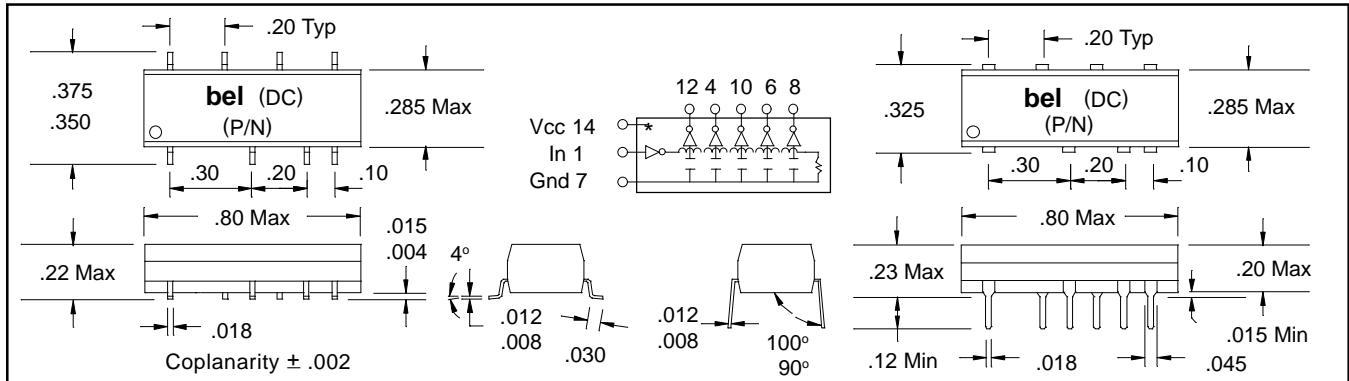 .20 Typ
.375
.350
bel (DC)
(P/N)
.285 Max
.30
.20
.10
.80 Max
.22 Max
.015
.004
.018
Coplanarity ± .002
12 4 10 6 8
Vcc 14
*
In 1
Gnd 7
4°
.012
.008
.030
.012
.008
100°
90°
.20 Typ
.325
bel (DC)
(P/N)
.285 Max
.30
.20
.10
.80 Max
.23 Max
.20 Max
.12 Min
.018
.015 Min
.045